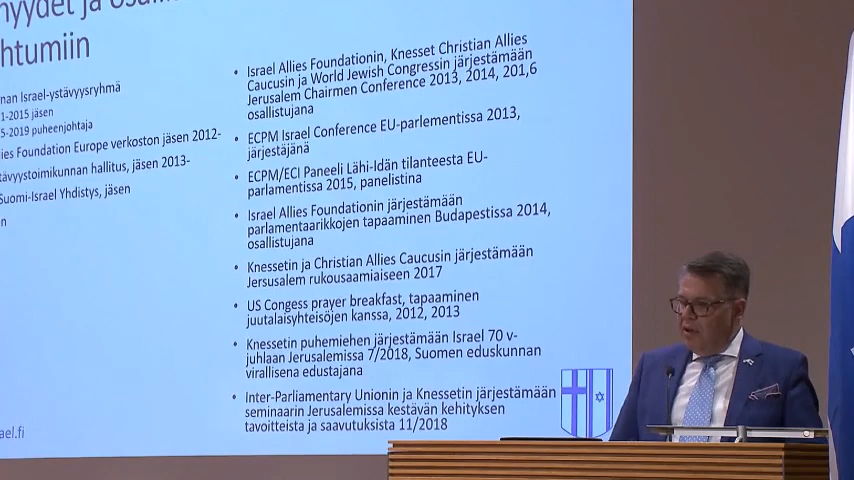 htumiin
nan Israel-ystävyysryhmä
1-2015 jäsen
5-2019 puheenjohtaja
ies Foundation Europe verkoston jäsen 2012-
tävyystoimikunnan hallitus, jäsen 2013-
Suomi-Israel Yhdistys, jäsen
n
ael.fi
• Israel Allies Foundationin, Knesset Christian Allies
Caucusin ja World Jewish Congressin järjestämään
Jerusalem Chairmen Conference 2013, 2014, 201,6
osallistujana
• ECPM Israel Conference EU-parlementissa 2013,
järjestäjänä
• ECPM/ECI Paneeli Lähi-Idän tilanteesta EU-
parlamentissa 2015, panelistina
• Israel Allies Foundationin järjestämään
parlamentaarikkojen tapaaminen Budapestissa 2014,
osallistujana
• Knessetin ja Christian Allies Caucusin järjestämään
Jersusalem rukousaamiaiseen 2017
• US Congess prayer breakfast, tapaaminen
juutalaisyhteisöjen kanssa, 2012, 2013
• Knessetin puhemiehen järjestämään Israel 70 v-
juhlaan Jerusalemissa 7/2018, Suomen eduskunnan
virallisena edustajana
• Inter-Parliamentary Unionin ja Knessetin järjestämään
seminaarin Jerusalemissa kestävän kehityksen
tavoitteista ja saavutuksista 11/2018